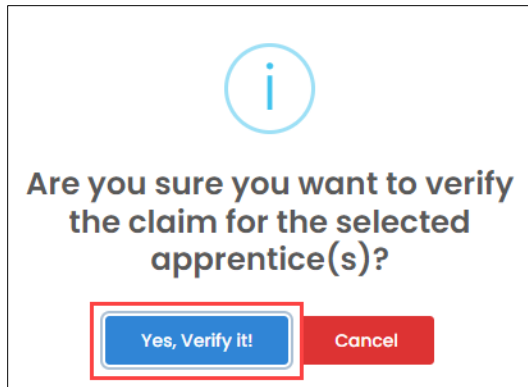 Are you sure you want to verify
the claim for the selected
apprentice(s)?
Yes, Verify it! Cancel